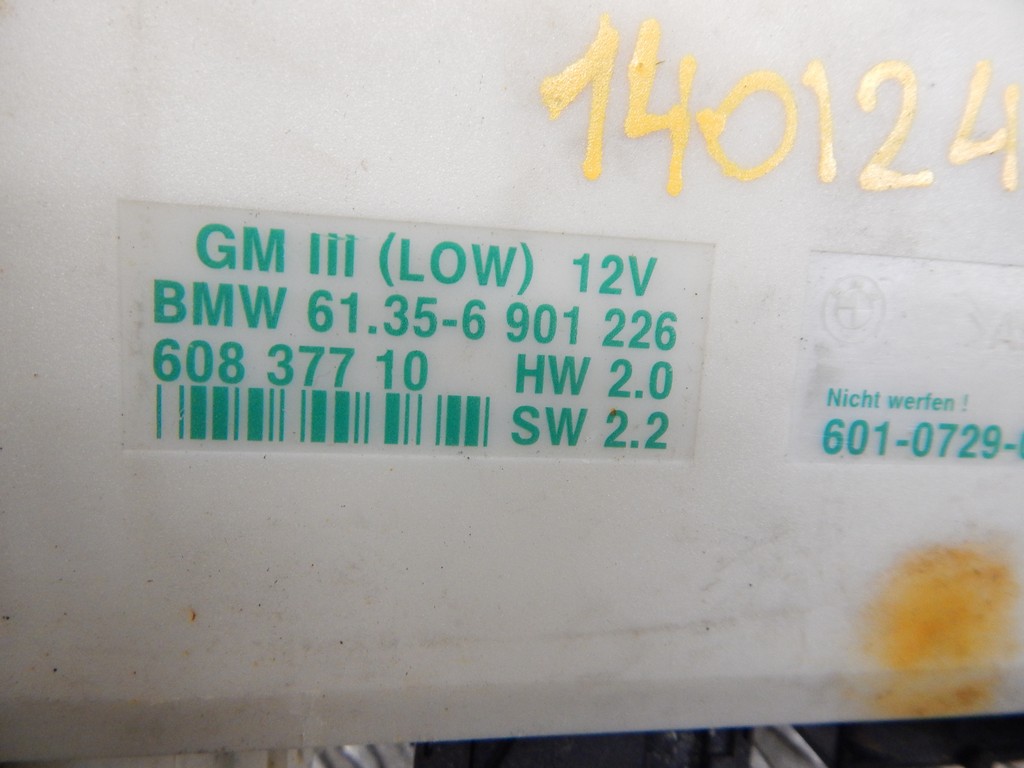 140124
GM III (LOW) 12V
BMW 61.35-6 901 226
608 377 10 HW 2.0
SW 2.2
Nicht werfen !
601-0729-